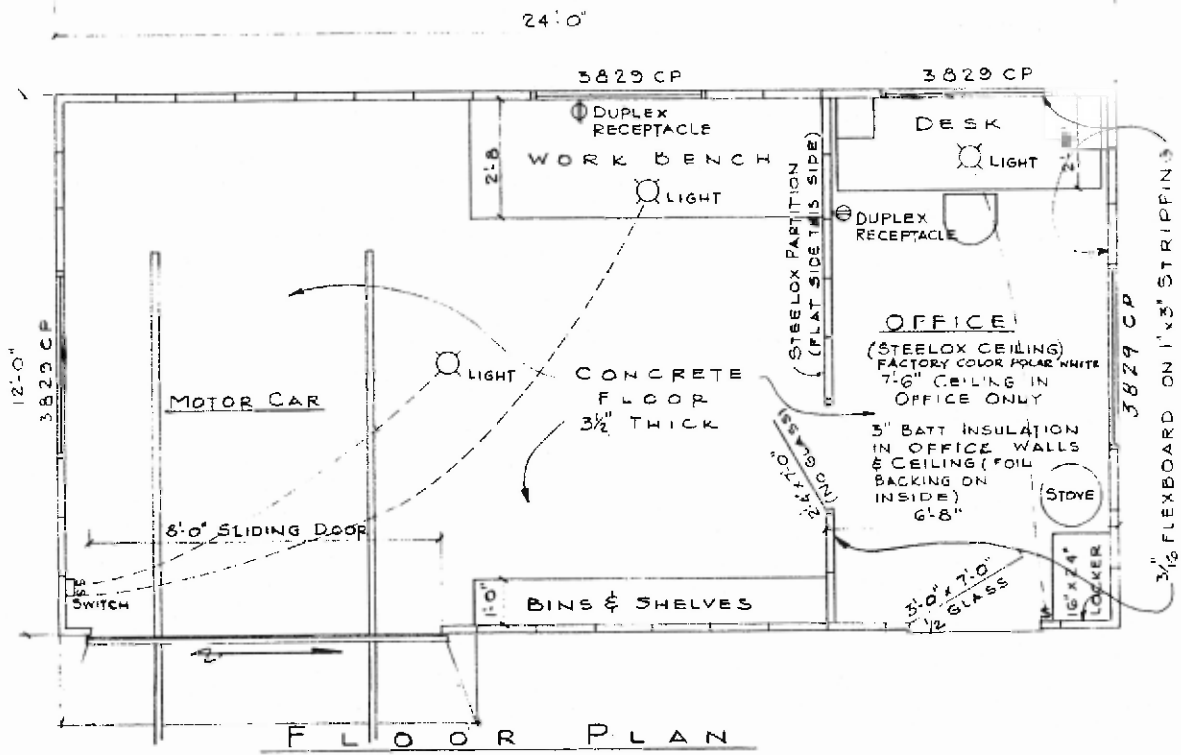 24'-0"
3829 CP
3829 CP
DUPLEX
RECEPTACLE
WORK BENCH
2'-8
LIGHT
DESK
LIGHT
DUPLEX
RECEPTACLE
STEELOX PARTITION
(FLAT SIDE THIS SIDE)
12'-0"
3829 CP
MOTOR CAR
LIGHT
CONCRETE
FLOOR
3½" THICK
OFFICE
(STEELOX CEILING)
FACTORY COLOR POLAR WHITE
7'-6" CEILING IN
OFFICE ONLY
3" BATT INSULATION
IN OFFICE WALLS
& CEILING (FOIL
BACKING ON
INSIDE)
6'-8"
STOVE
3829 CP
3/16" FLEXBOARD ON 1"x3" STRIPPING
2'-4"x7'-0"
(NO GLASS)
8'-0" SLIDING DOOR
SWITCH
1'-0"
BINS & SHELVES
3'-0" x 7'-0"
1/2 GLASS
16" x 24"
LOCKER
FLOOR PLAN